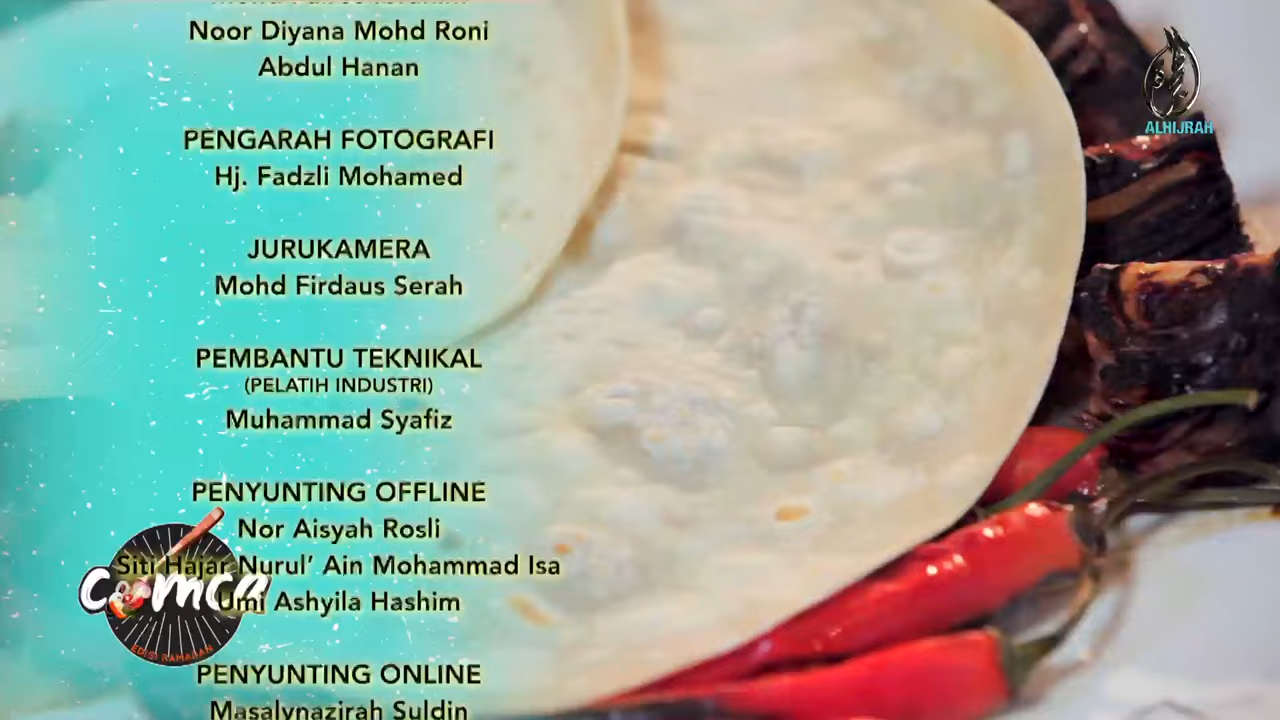 Noor Diyana Mohd Roni
Abdul Hanan
PENGARAH FOTOGRAFI
Hj. Fadzli Mohamed
JURUKAMERA
Mohd Firdaus Serah
PEMBANTU TEKNIKAL
(PELATIH INDUSTRI)
Muhammad Syafiz
PENYUNTING OFFLINE
Nor Aisyah Rosli
Siti Hajar Nurul’ Ain Mohammad Isa
Umi Ashyila Hashim
PENYUNTING ONLINE
Masalynazirah Suldin
ALHIJRAH
EDISI RAMADAN